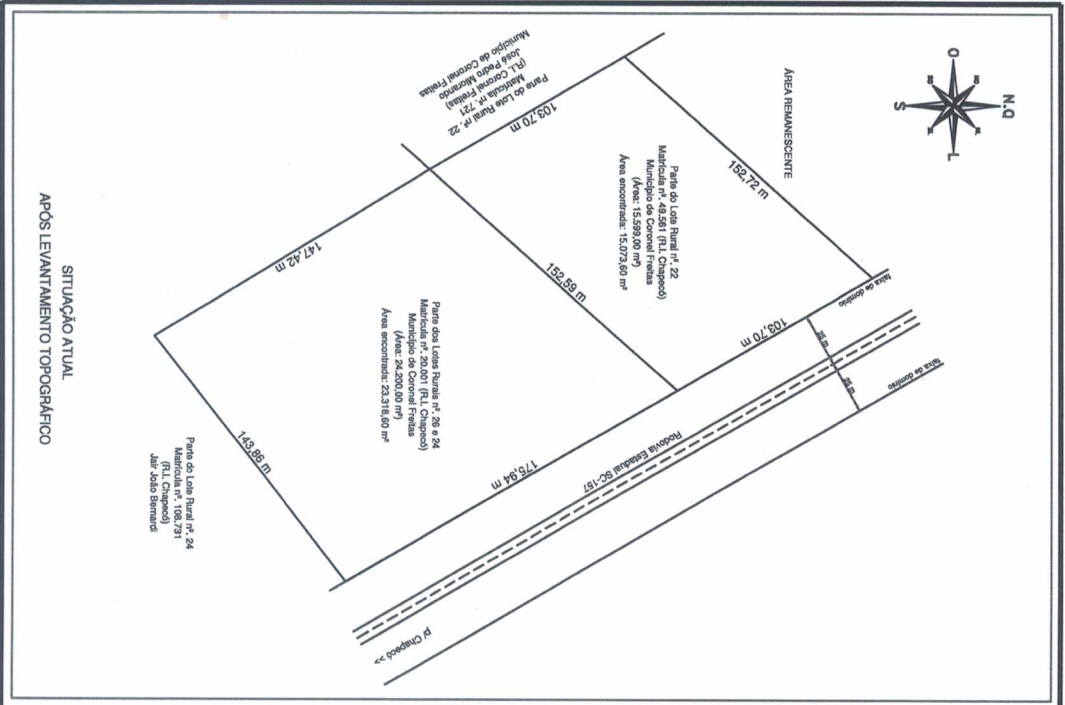 N.Q
O
L
S
ÁREA REMANESCENTE
152,72 m
Parte do Lote Rural nº. 22
Matrícula nº. 49.561 (R.I. Chapecó)
Município de Coronel Freitas
(Área: 15.599,00 m²)
Área encontrada: 15.073,60 m²
103,70 m
Parte do Lote Rural nº. 22
Matrícula nº. 721
(R.I. Coronel Freitas)
José Pedro Morando
Município de Coronel Freitas
faixa de domínio
25 m
25 m
faixa de domínio
103,70 m
152,59 m
Rodovia Estadual SC-157
Parte dos Lotes Rurais nº. 26 e 24
Matrícula nº. 20.001 (R.I. Chapecó)
Município de Coronel Freitas
(Área: 24.200,00 m²)
Área encontrada: 23.318,60 m²
147,42 m
175,94 m
p/ Chapecó >>
143,86 m
Parte do Lote Rural nº. 24
Matrícula nº. 108.731
(R.I. Chapecó)
Jair João Bernardi
SITUAÇÃO ATUAL
APÓS LEVANTAMENTO TOPOGRÁFICO